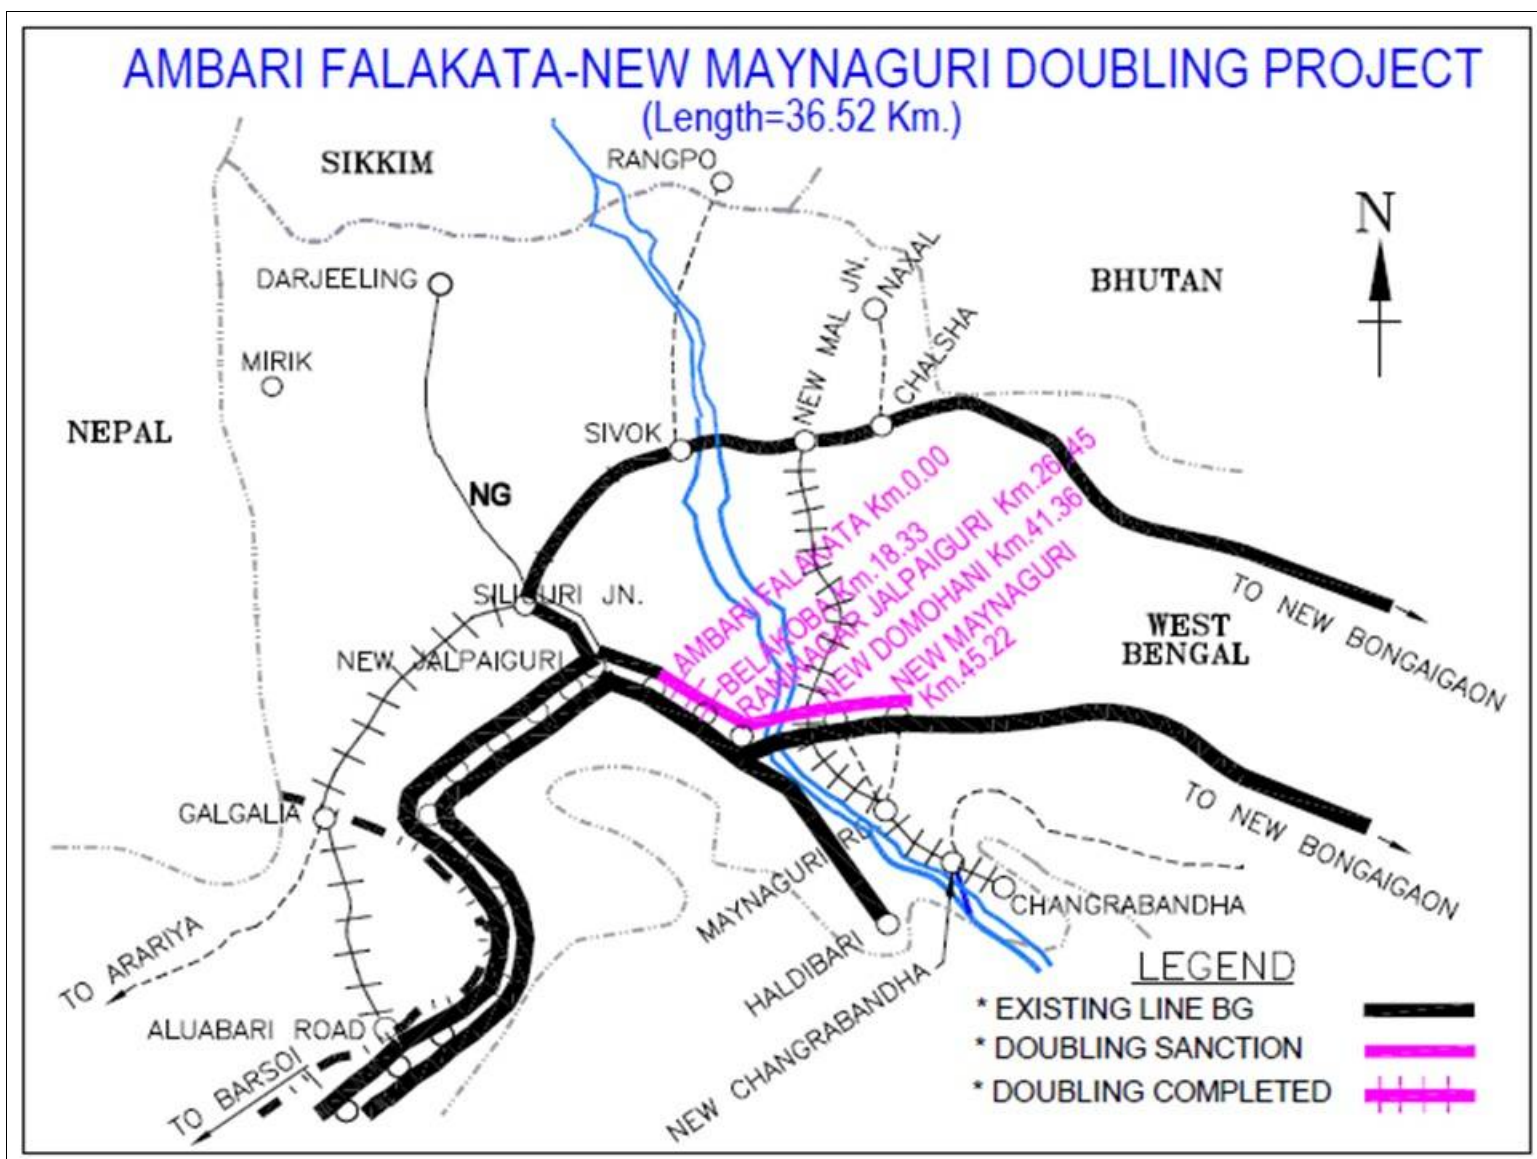 AMBARI FALAKATA-NEW MAYNAGURI DOUBLING PROJECT
(Length=36.52 Km.)
SIKKIM
RANGPO
N
DARJEELING
NEW MAL JN.
NAXAL
BHUTAN
MIRIK
CHALSHA
NEPAL
SIVOK
NG
AMBARI FALAKATA Km.0.00
BELAKOBA Km.18.33
RANINAGAR JALPAIGURI Km.26.
NEW DOMOHANI Km.41.36
NEW MAYNAGURI
Km.45.22
SILIGURI JN.
NEW JALPAIGURI
TO NEW BONGAIGAON
WEST
BENGAL
GALGALIA
TO NEW BONGAIGAON
MAYNAGURI RD
CHANGRABANDHA
TO ARARIYA
HALDIBARI
NEW CHANGRABANDHA
ALUABARI ROAD
TO BARSOI
LEGEND
* EXISTING LINE BG
* DOUBLING SANCTION
* DOUBLING COMPLETED